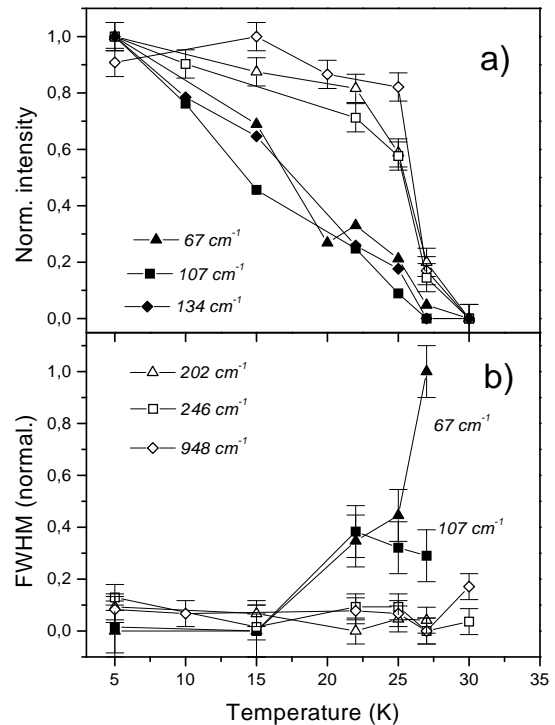 a)
1,0
0,8
0,6
0,4
0,2
0,0
Norm. intensity
67 cm⁻¹
107 cm⁻¹
134 cm⁻¹
b)
1,0
0,8
0,6
0,4
0,2
0,0
FWHM (normal.)
202 cm⁻¹
246 cm⁻¹
948 cm⁻¹
67 cm⁻¹
107 cm⁻¹
5 10 15 20 25 30 35
Temperature (K)